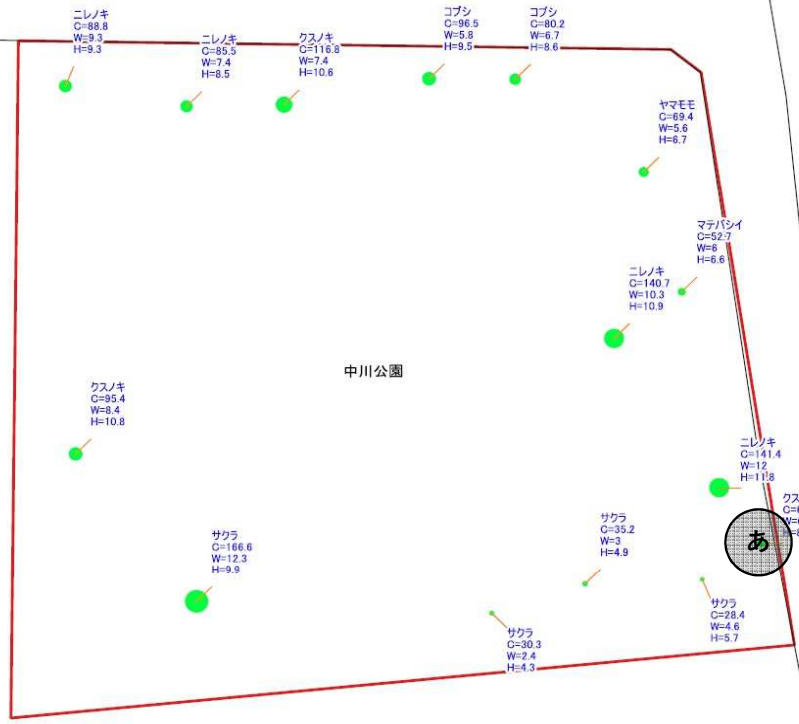 ニレノキ
C=88.8
W=9.3
H=9.3
ニレノキ
C=85.5
W=7.4
H=8.5
クスノキ
C=116.8
W=7.4
H=10.6
コブシ
C=96.5
W=5.8
H=9.5
コブシ
C=80.2
W=6.7
H=8.6
ヤマモモ
C=69.4
W=5.6
H=6.7
マテバシイ
C=52.7
W=6
H=6.6
ニレノキ
C=140.7
W=10.3
H=10.9
中川公園
クスノキ
C=95.4
W=8.4
H=10.8
ニレノキ
C=141.4
W=12
H=11.8
クス
あ
サクラ
C=35.2
W=3
H=4.9
サクラ
C=166.6
W=12.3
H=9.9
サクラ
C=28.4
W=4.6
H=5.7
サクラ
C=30.3
W=2.4
H=4.3